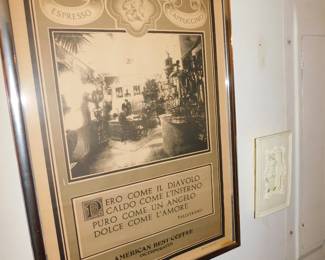 ESPRESSO
CAPPUCCINO
NERO COME IL DIAVOLO
CALDO COME L'INFERNO
PURO COME UN ANGELO
DOLCE COME L'AMORE
AMERICAN BEST COFFEE
INCORPORATED